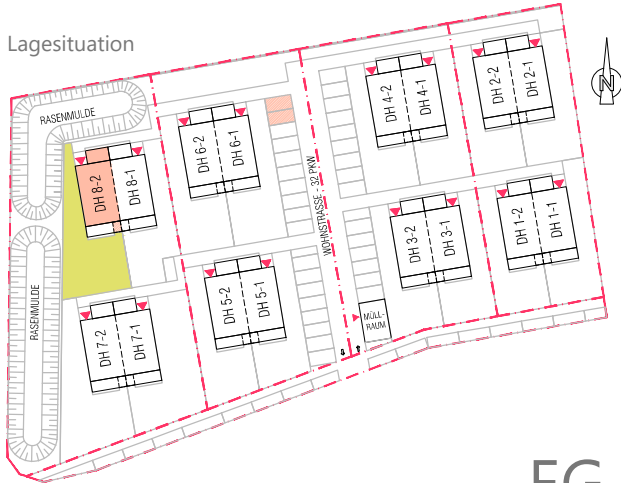 Lagesituation
RASENMULDE
DH 8-2
DH 8-1
DH 6-2
DH 6-1
DH 4-2
DH 4-1
DH 2-2
DH 2-1
N
WOHNSTRASSE - 32 PKW
RASENMULDE
DH 7-2
DH 7-1
DH 5-2
DH 5-1
DH 3-2
DH 3-1
DH 1-2
DH 1-1
MÜLL-
RAUM
EG